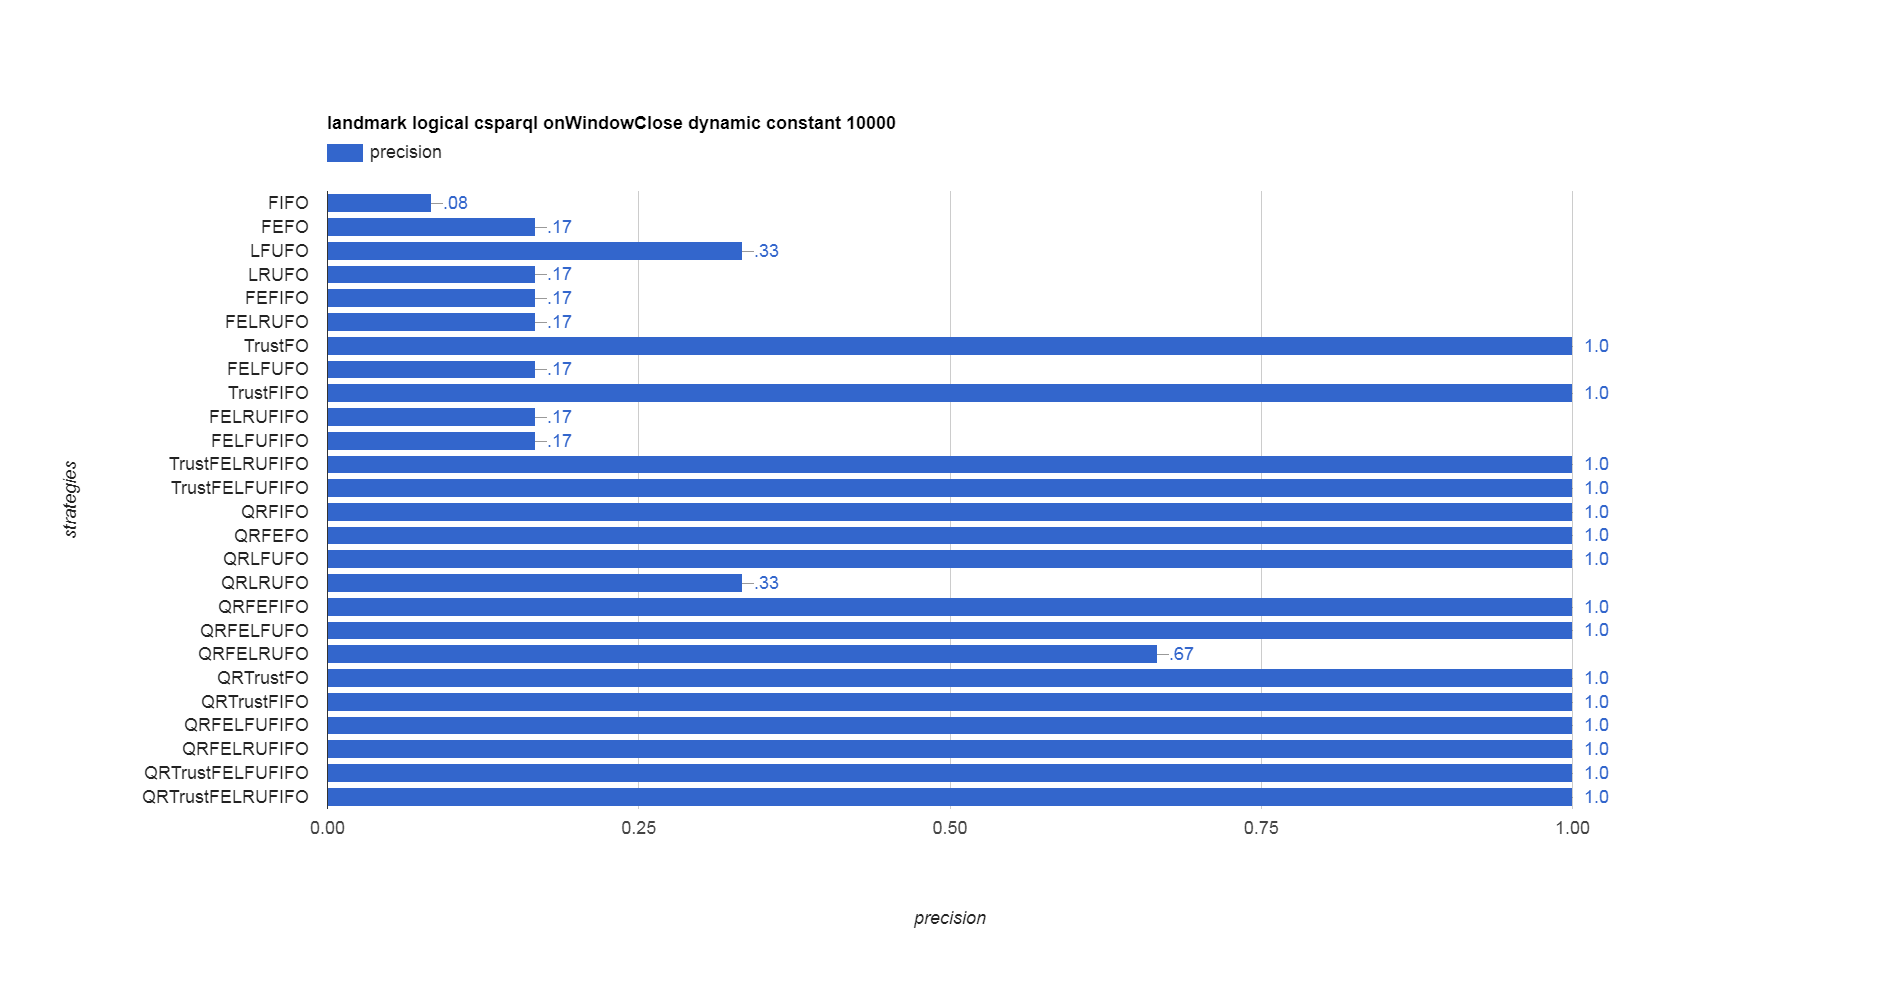 landmark logical csparql onWindowClose dynamic constant 10000
precision
FIFO .08
FEFO .17
LFUFO .33
LRUFO .17
FEFIFO .17
FELRUFO .17
TrustFO 1.0
FELFUFO .17
TrustFIFO 1.0
FELRUFIFO .17
FELFUFIFO .17
TrustFELRUFIFO 1.0
TrustFELFUFIFO 1.0
QRFIFO 1.0
QRFEFO 1.0
QRLFUFO 1.0
QRLRUFO .33
QRFEFIFO 1.0
QRFELFUFO 1.0
QRFELRUFO .67
QRTrustFO 1.0
QRTrustFIFO 1.0
QRFELFUFIFO 1.0
QRFELRUFIFO 1.0
QRTrustFELFUFIFO 1.0
QRTrustFELRUFIFO 1.0
strategies
0.00 0.25 0.50 0.75 1.00
precision